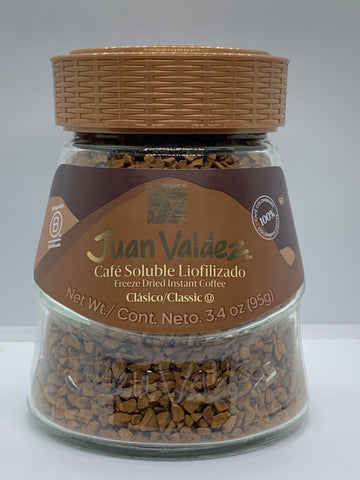 Juan Valdez
Café Soluble Liofilizado
Freeze Dried Instant Coffee
Clásico/Classic U
Net Wt./ Cont. Neto. 3.4 oz (95g)
B
100%